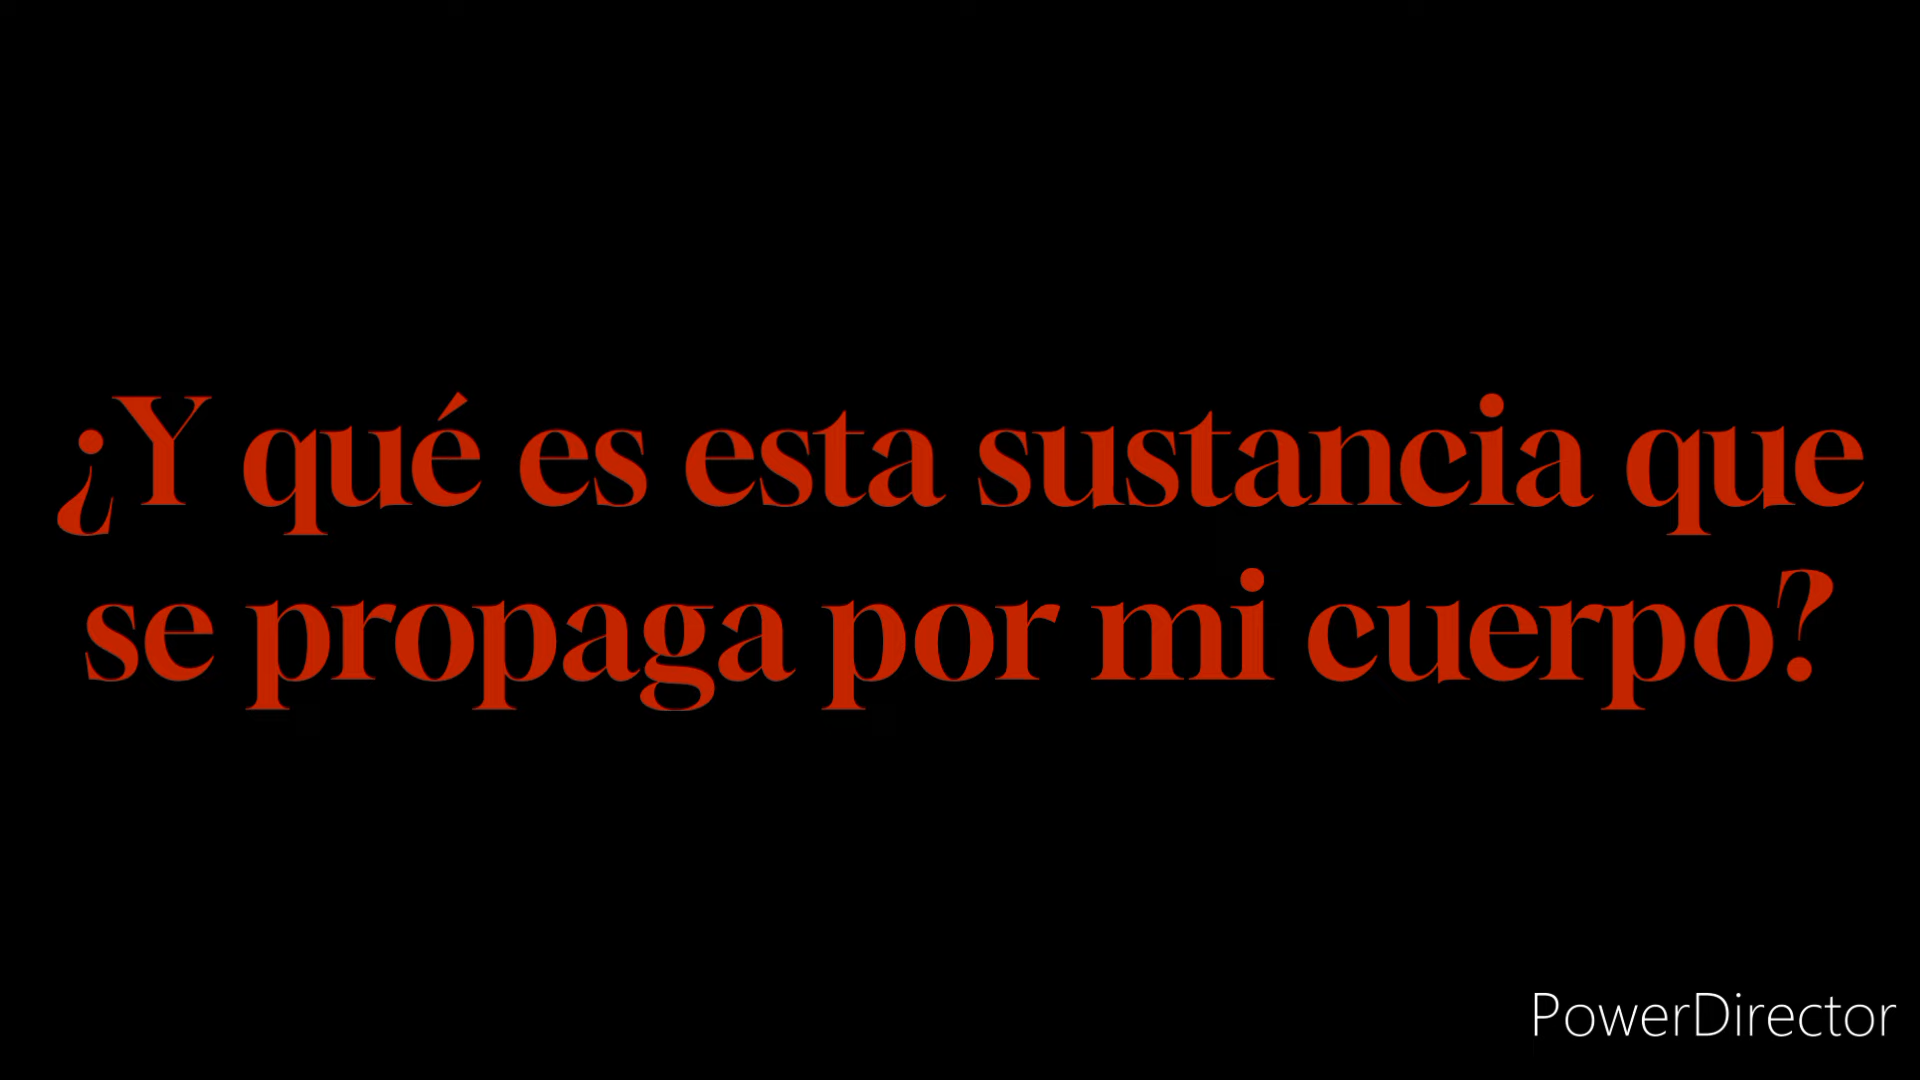 ¿Y qué es esta sustancia que
se propaga por mi cuerpo?
PowerDirector